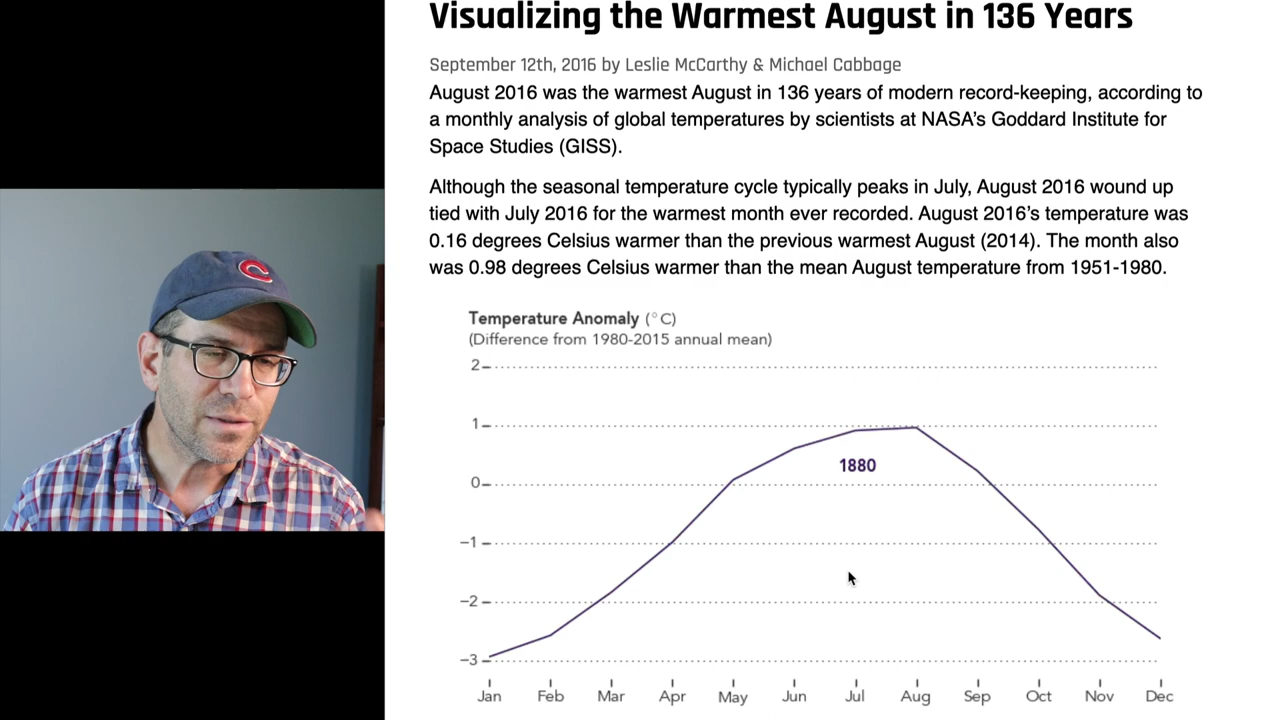 Visualizing the Warmest August in 136 Years
September 12th, 2016 by Leslie McCarthy & Michael Cabbage
August 2016 was the warmest August in 136 years of modern record-keeping, according to
a monthly analysis of global temperatures by scientists at NASA’s Goddard Institute for
Space Studies (GISS).
Although the seasonal temperature cycle typically peaks in July, August 2016 wound up
tied with July 2016 for the warmest month ever recorded. August 2016’s temperature was
0.16 degrees Celsius warmer than the previous warmest August (2014). The month also
was 0.98 degrees Celsius warmer than the mean August temperature from 1951-1980.
Temperature Anomaly (°C)
(Difference from 1980-2015 annual mean)
2
1
1880
0
−1
−2
−3
Jan Feb Mar Apr May Jun Jul Aug Sep Oct Nov Dec
C